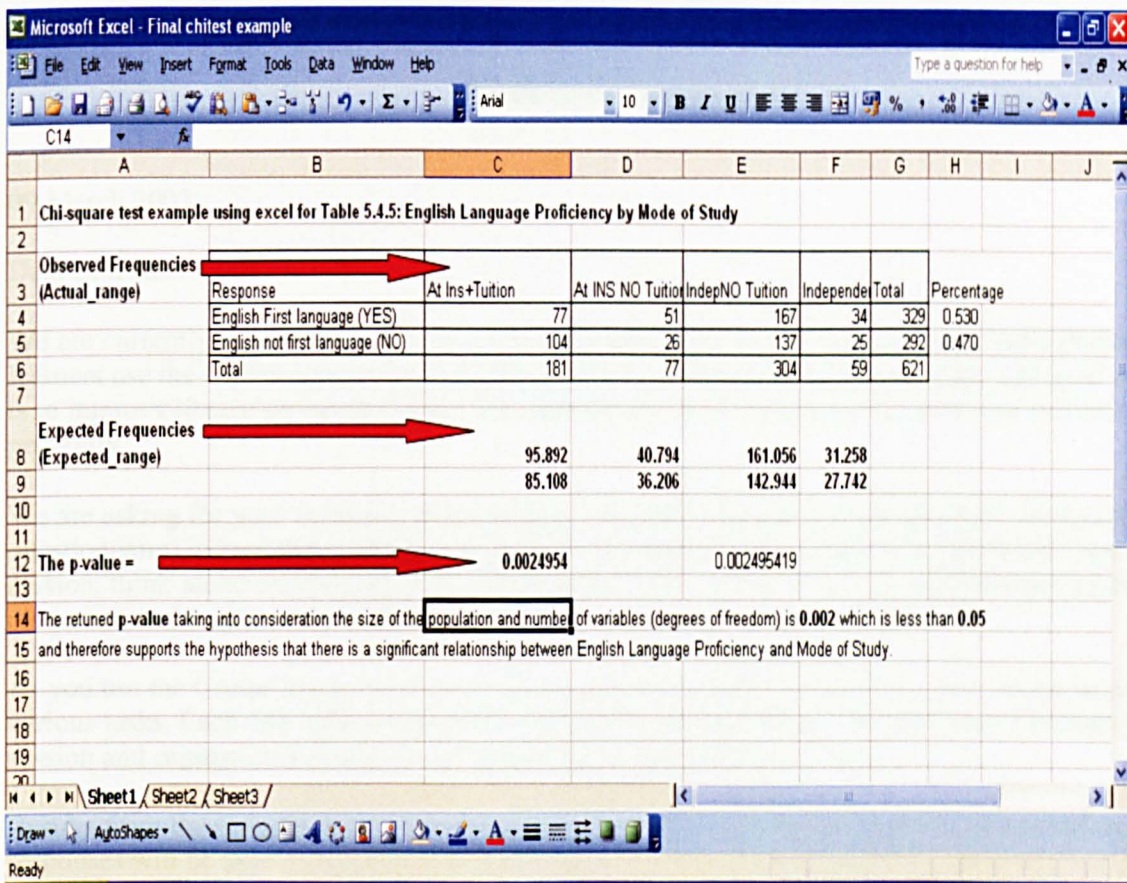 Microsoft Excel - Final chitest example
File Edit View Insert Format Tools Data Window Help
Type a question for help
Arial 10 B I U
C14 fx
A B C D E F G H I J
1 Chi-square test example using excel for Table 5.4.5: English Language Proficiency by Mode of Study
2
Observed Frequencies
3 (Actual_range) Response At Ins+Tuition At INS NO Tuition IndepNO Tuition Independe Total Percentage
4 English First language (YES) 77 51 167 34 329 0.530
5 English not first language (NO) 104 26 137 25 292 0.470
6 Total 181 77 304 59 621
7
Expected Frequencies
8 (Expected_range) 95.892 40.794 161.056 31.258
9 85.108 36.206 142.944 27.742
10
11
12 The p-value = 0.0024954 0.002495419
13
14 The retuned p-value taking into consideration the size of the population and number of variables (degrees of freedom) is 0.002 which is less than 0.05
15 and therefore supports the hypothesis that there is a significant relationship between English Language Proficiency and Mode of Study.
16
17
18
19
20
Sheet1 / Sheet2 / Sheet3 /
Draw AutoShapes
Ready